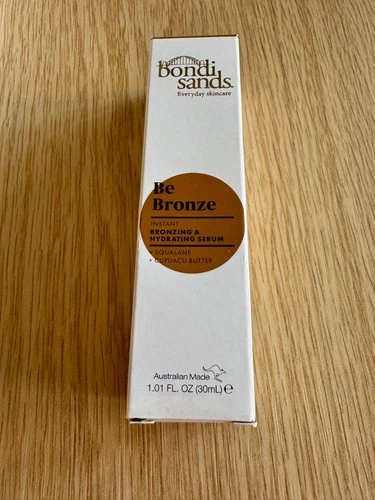 bondi
sands.
Everyday skincare
Be
Bronze
INSTANT
BRONZING &
HYDRATING SERUM
+ SQUALANE
+ CUPUAÇU BUTTER
Australian Made
1.01 FL. OZ (30mL) ℮